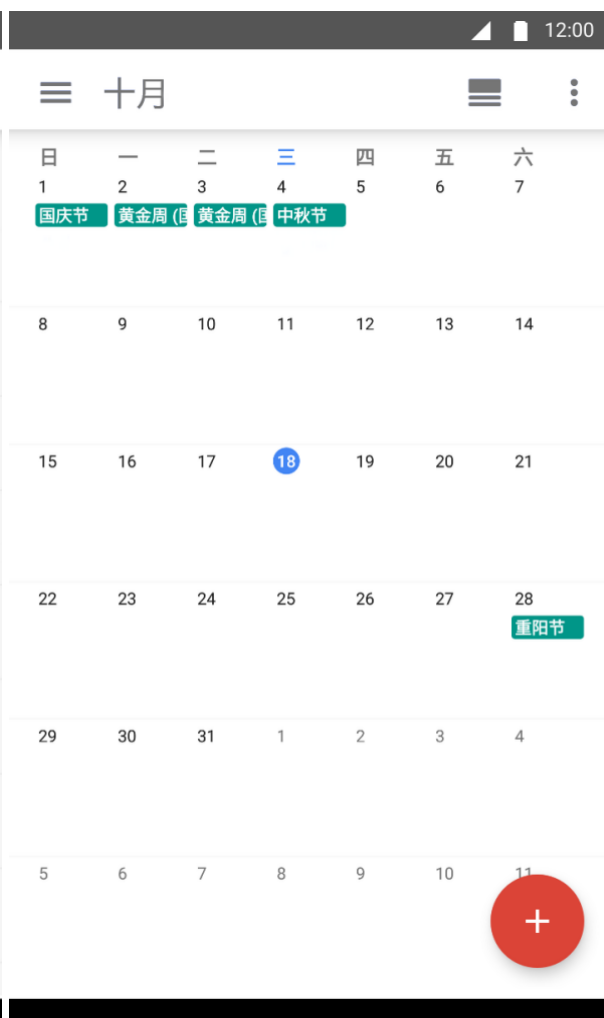 12:00
十月
日 一 二 三 四 五 六
1 2 3 4 5 6 7
国庆节 黄金周 (国 黄金周 (国 中秋节
8 9 10 11 12 13 14
15 16 17 18 19 20 21
22 23 24 25 26 27 28
重阳节
29 30 31 1 2 3 4
5 6 7 8 9 10 11